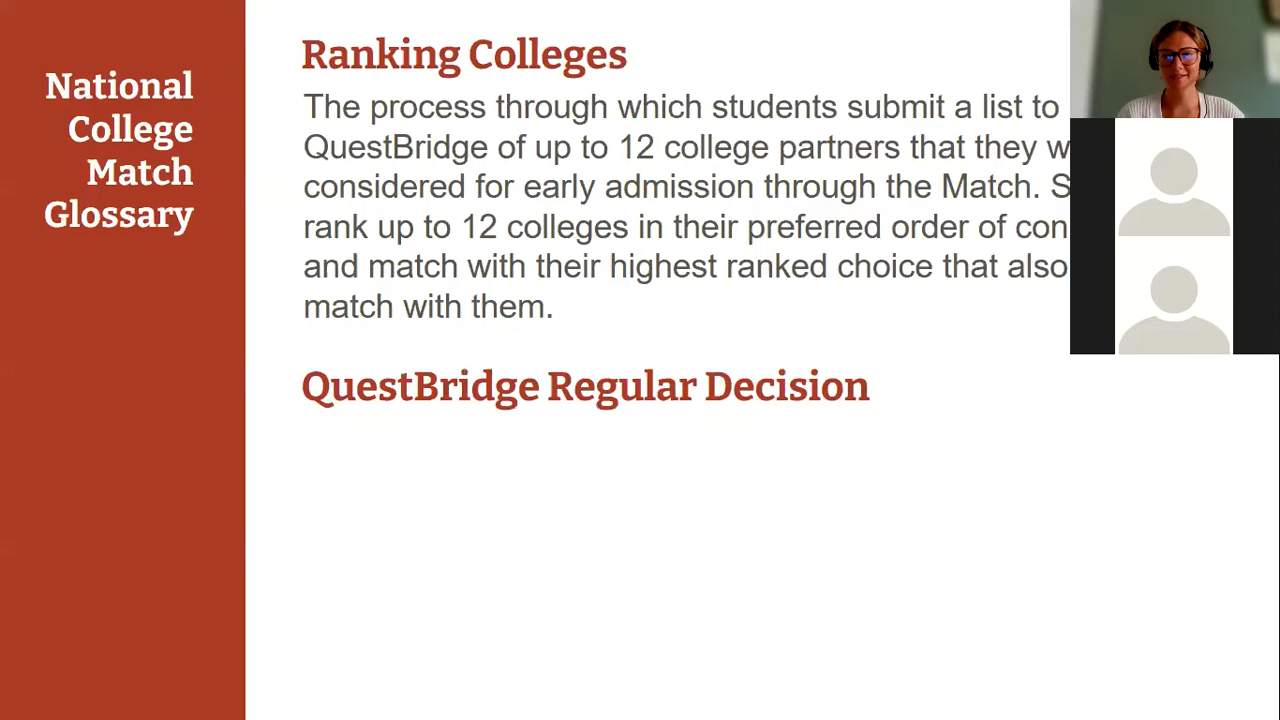 National
College
Match
Glossary
Ranking Colleges
The process through which students submit a list to
QuestBridge of up to 12 college partners that they
considered for early admission through the Match.
rank up to 12 colleges in their preferred order of
and match with their highest ranked choice that also
match with them.
QuestBridge Regular Decision